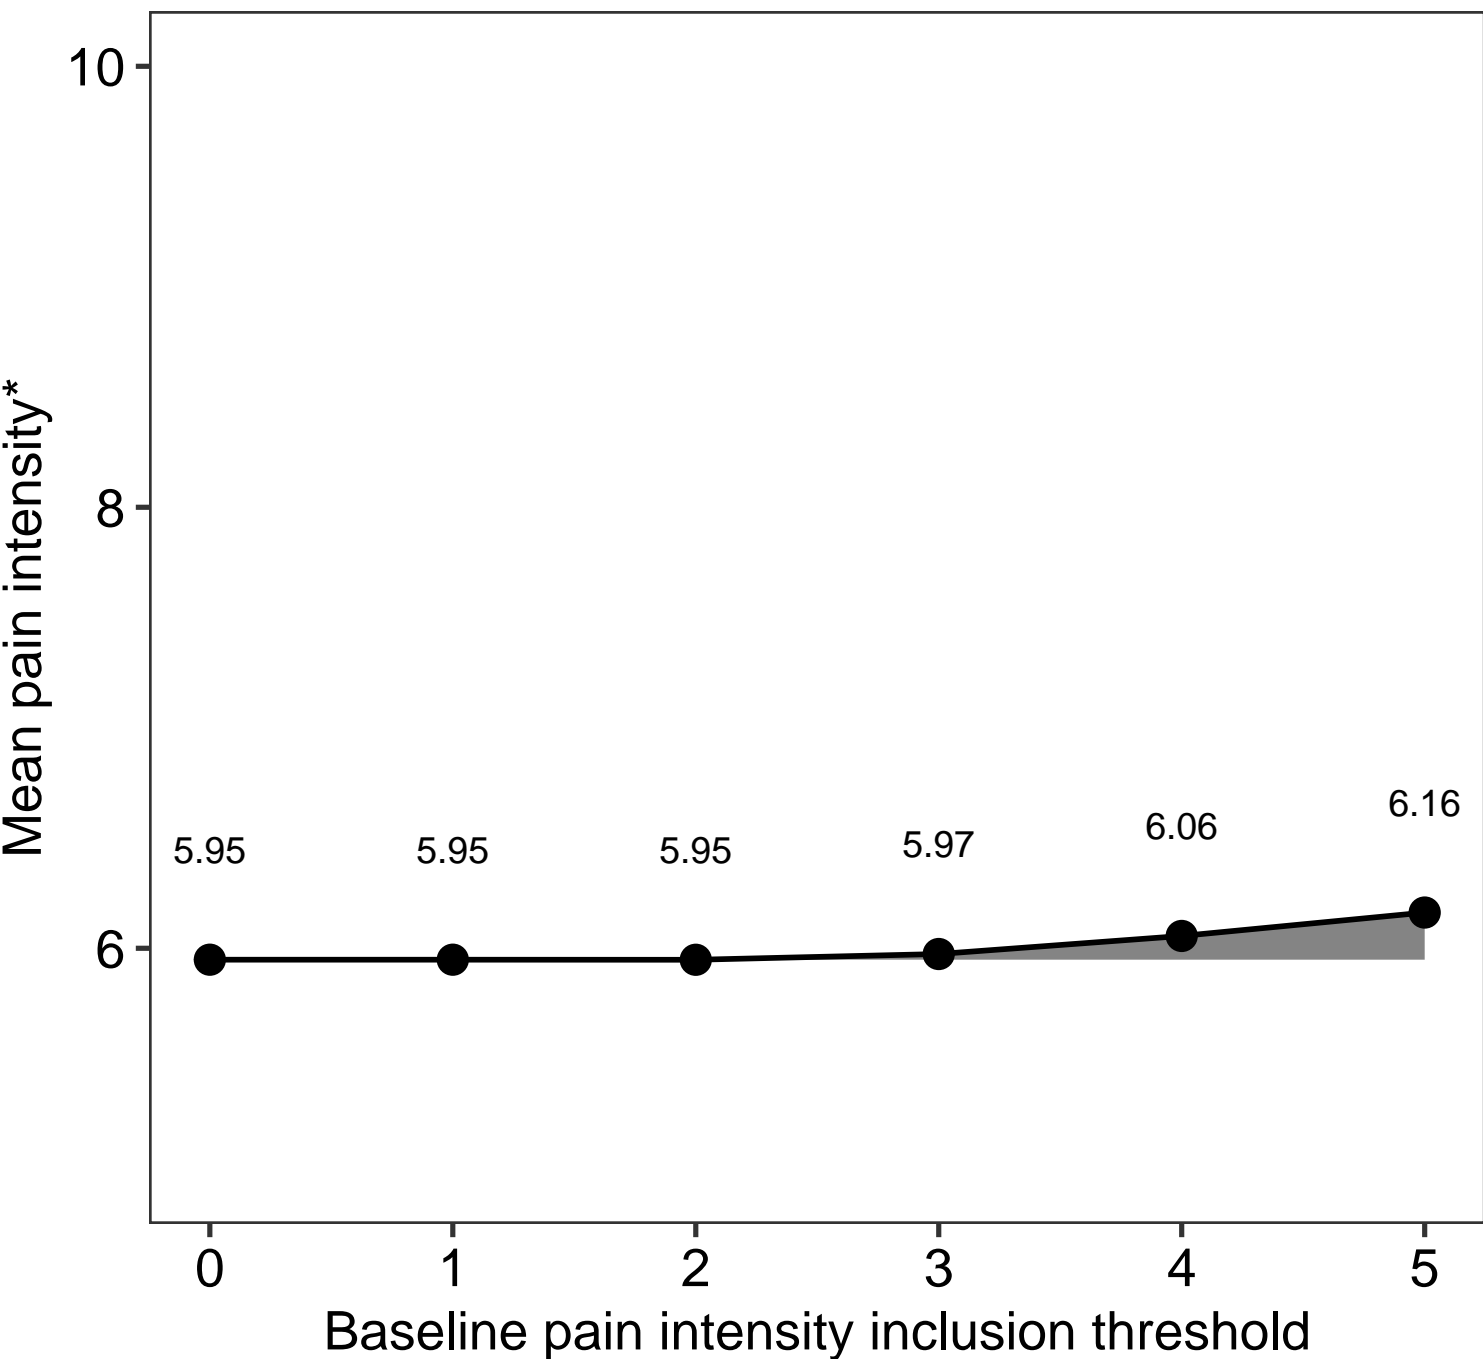 Mean pain intensity*
10
8
6
5.95 5.95 5.95 5.97 6.06 6.16
0 1 2 3 4 5
Baseline pain intensity inclusion threshold